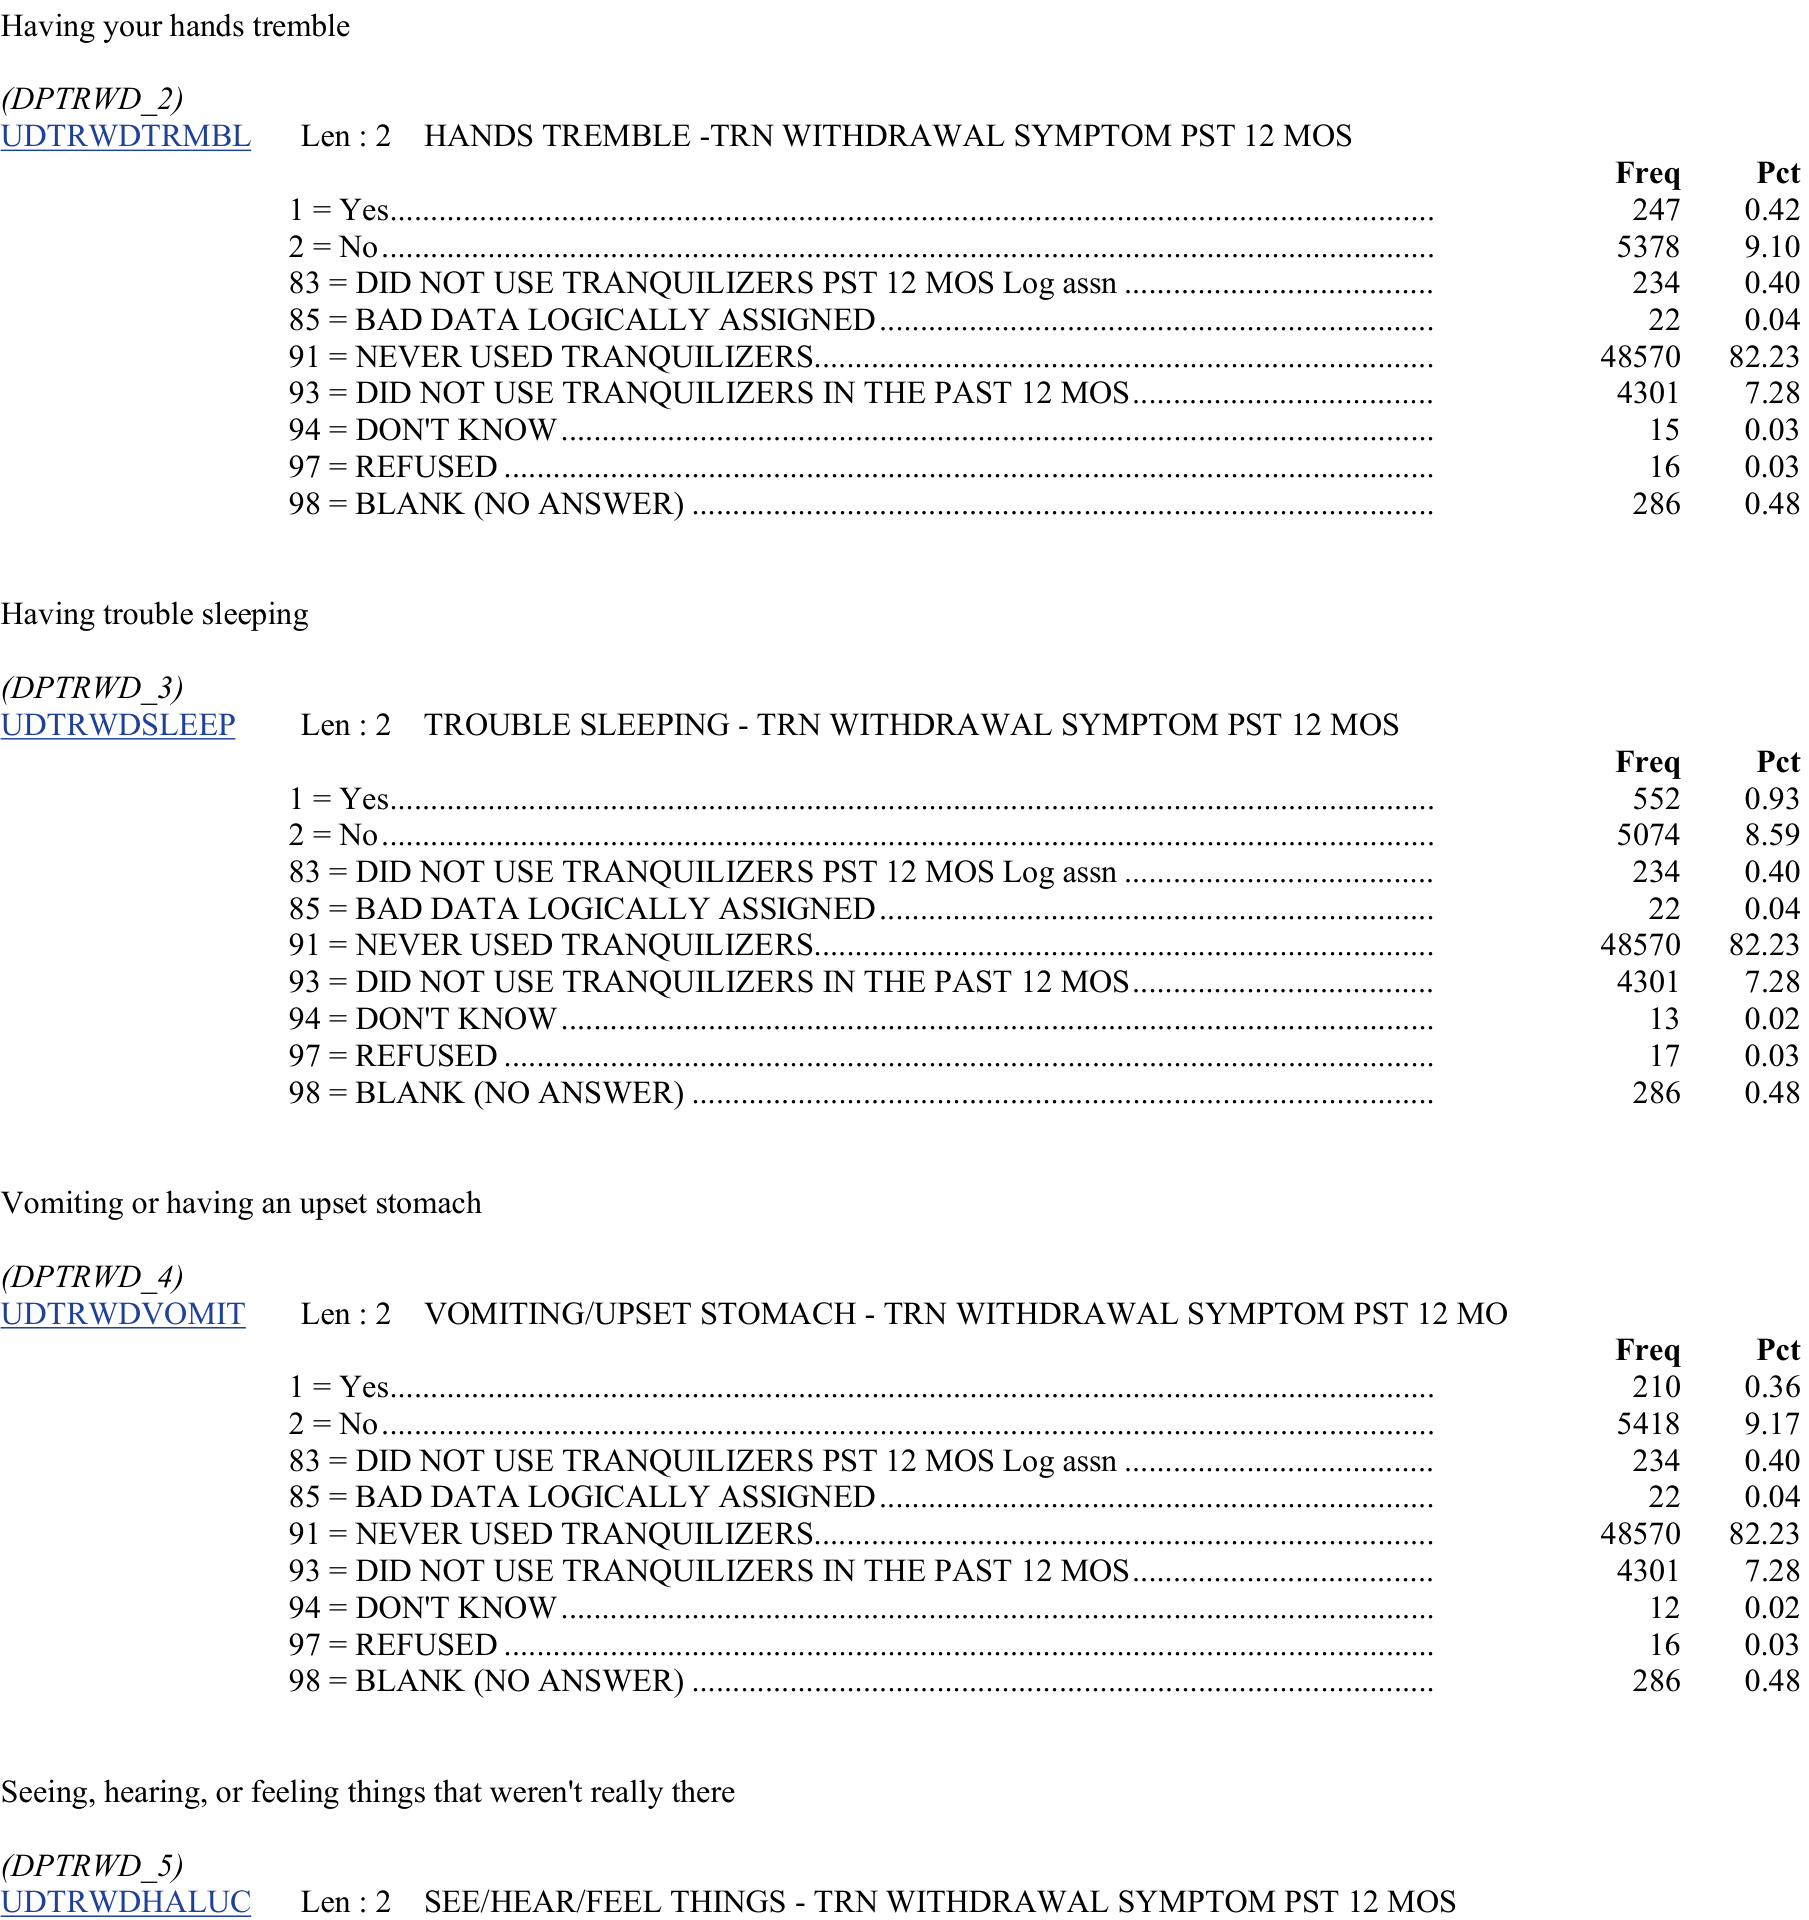 Having your hands tremble
(DPTRWD_2)
UDTRWDTRMBL Len : 2 HANDS TREMBLE -TRN WITHDRAWAL SYMPTOM PST 12 MOS
Freq Pct
1 = Yes 247 0.42
2 = No 5378 9.10
83 = DID NOT USE TRANQUILIZERS PST 12 MOS Log assn 234 0.40
85 = BAD DATA LOGICALLY ASSIGNED 22 0.04
91 = NEVER USED TRANQUILIZERS 48570 82.23
93 = DID NOT USE TRANQUILIZERS IN THE PAST 12 MOS 4301 7.28
94 = DON'T KNOW 15 0.03
97 = REFUSED 16 0.03
98 = BLANK (NO ANSWER) 286 0.48
Having trouble sleeping
(DPTRWD_3)
UDTRWDSLEEP Len : 2 TROUBLE SLEEPING - TRN WITHDRAWAL SYMPTOM PST 12 MOS
Freq Pct
1 = Yes 552 0.93
2 = No 5074 8.59
83 = DID NOT USE TRANQUILIZERS PST 12 MOS Log assn 234 0.40
85 = BAD DATA LOGICALLY ASSIGNED 22 0.04
91 = NEVER USED TRANQUILIZERS 48570 82.23
93 = DID NOT USE TRANQUILIZERS IN THE PAST 12 MOS 4301 7.28
94 = DON'T KNOW 13 0.02
97 = REFUSED 17 0.03
98 = BLANK (NO ANSWER) 286 0.48
Vomiting or having an upset stomach
(DPTRWD_4)
UDTRWDVOMIT Len : 2 VOMITING/UPSET STOMACH - TRN WITHDRAWAL SYMPTOM PST 12 MO
Freq Pct
1 = Yes 210 0.36
2 = No 5418 9.17
83 = DID NOT USE TRANQUILIZERS PST 12 MOS Log assn 234 0.40
85 = BAD DATA LOGICALLY ASSIGNED 22 0.04
91 = NEVER USED TRANQUILIZERS 48570 82.23
93 = DID NOT USE TRANQUILIZERS IN THE PAST 12 MOS 4301 7.28
94 = DON'T KNOW 12 0.02
97 = REFUSED 16 0.03
98 = BLANK (NO ANSWER) 286 0.48
Seeing, hearing, or feeling things that weren't really there
(DPTRWD_5)
UDTRWDHALUC Len : 2 SEE/HEAR/FEEL THINGS - TRN WITHDRAWAL SYMPTOM PST 12 MOS